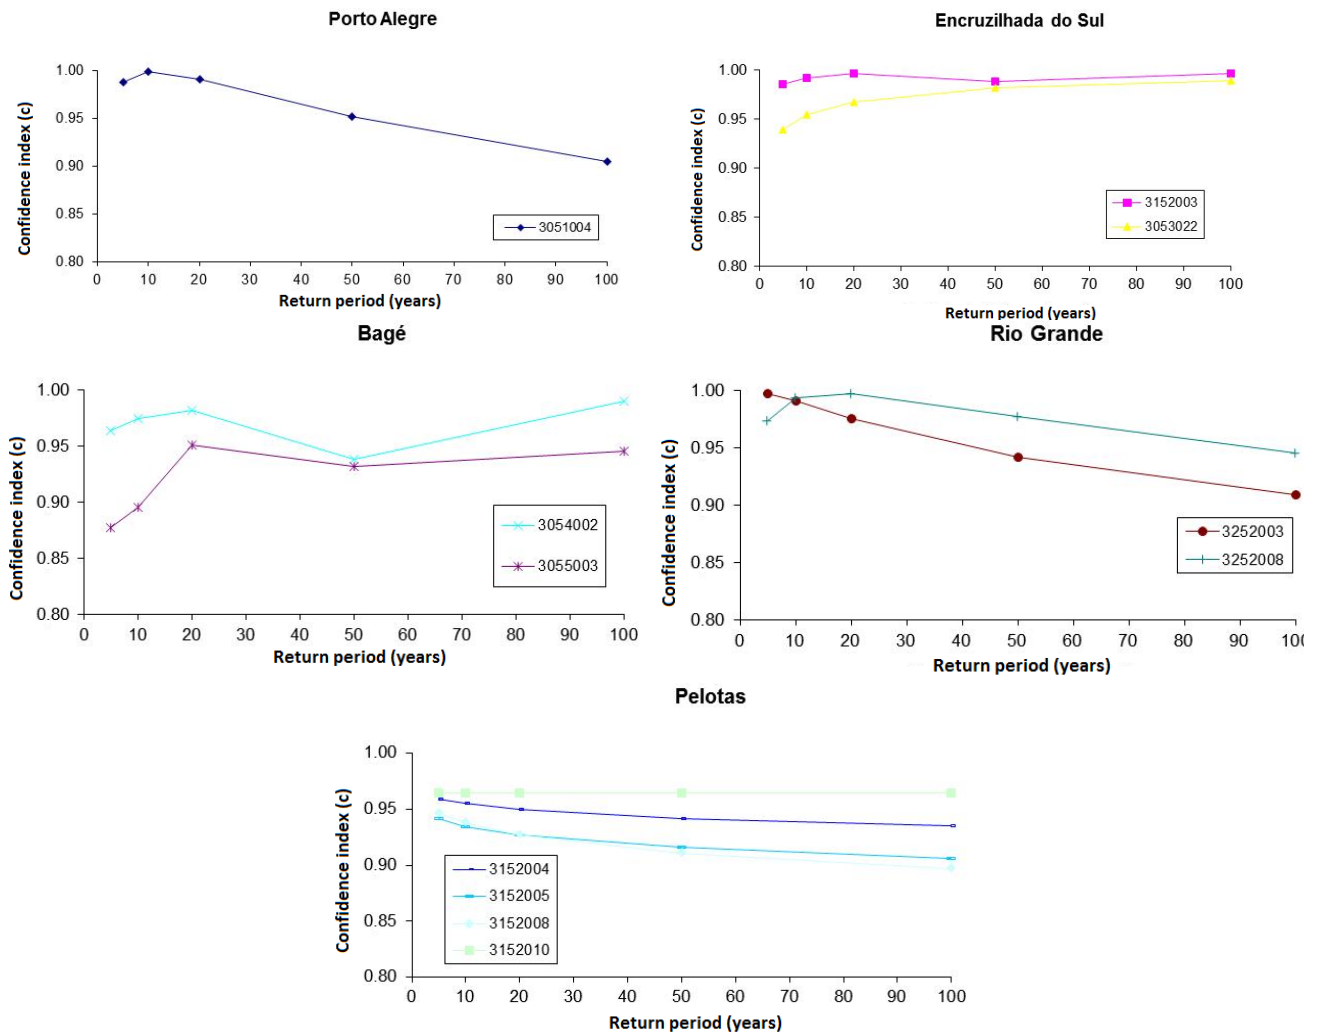 Porto Alegre
Confidence index (c)
1.00
0.95
0.90
0.85
0.80
3051004
0 10 20 30 40 50 60 70 80 90 100
Return period (years)
Encruzilhada do Sul
Confidence index (c)
1.00
0.95
0.90
0.85
0.80
3152003
3053022
0 10 20 30 40 50 60 70 80 90 100
Return period (years)
Bagé
Confidence index (c)
1.00
0.95
0.90
0.85
0.80
3054002
3055003
0 10 20 30 40 50 60 70 80 90 100
Return period (years)
Rio Grande
Confidence index (c)
1.00
0.95
0.90
0.85
0.80
3252003
3252008
0 10 20 30 40 50 60 70 80 90 100
Return period (years)
Pelotas
Confidence index (c)
1.00
0.95
0.90
0.85
0.80
3152004
3152005
3152008
3152010
0 10 20 30 40 50 60 70 80 90 100
Return period (years)